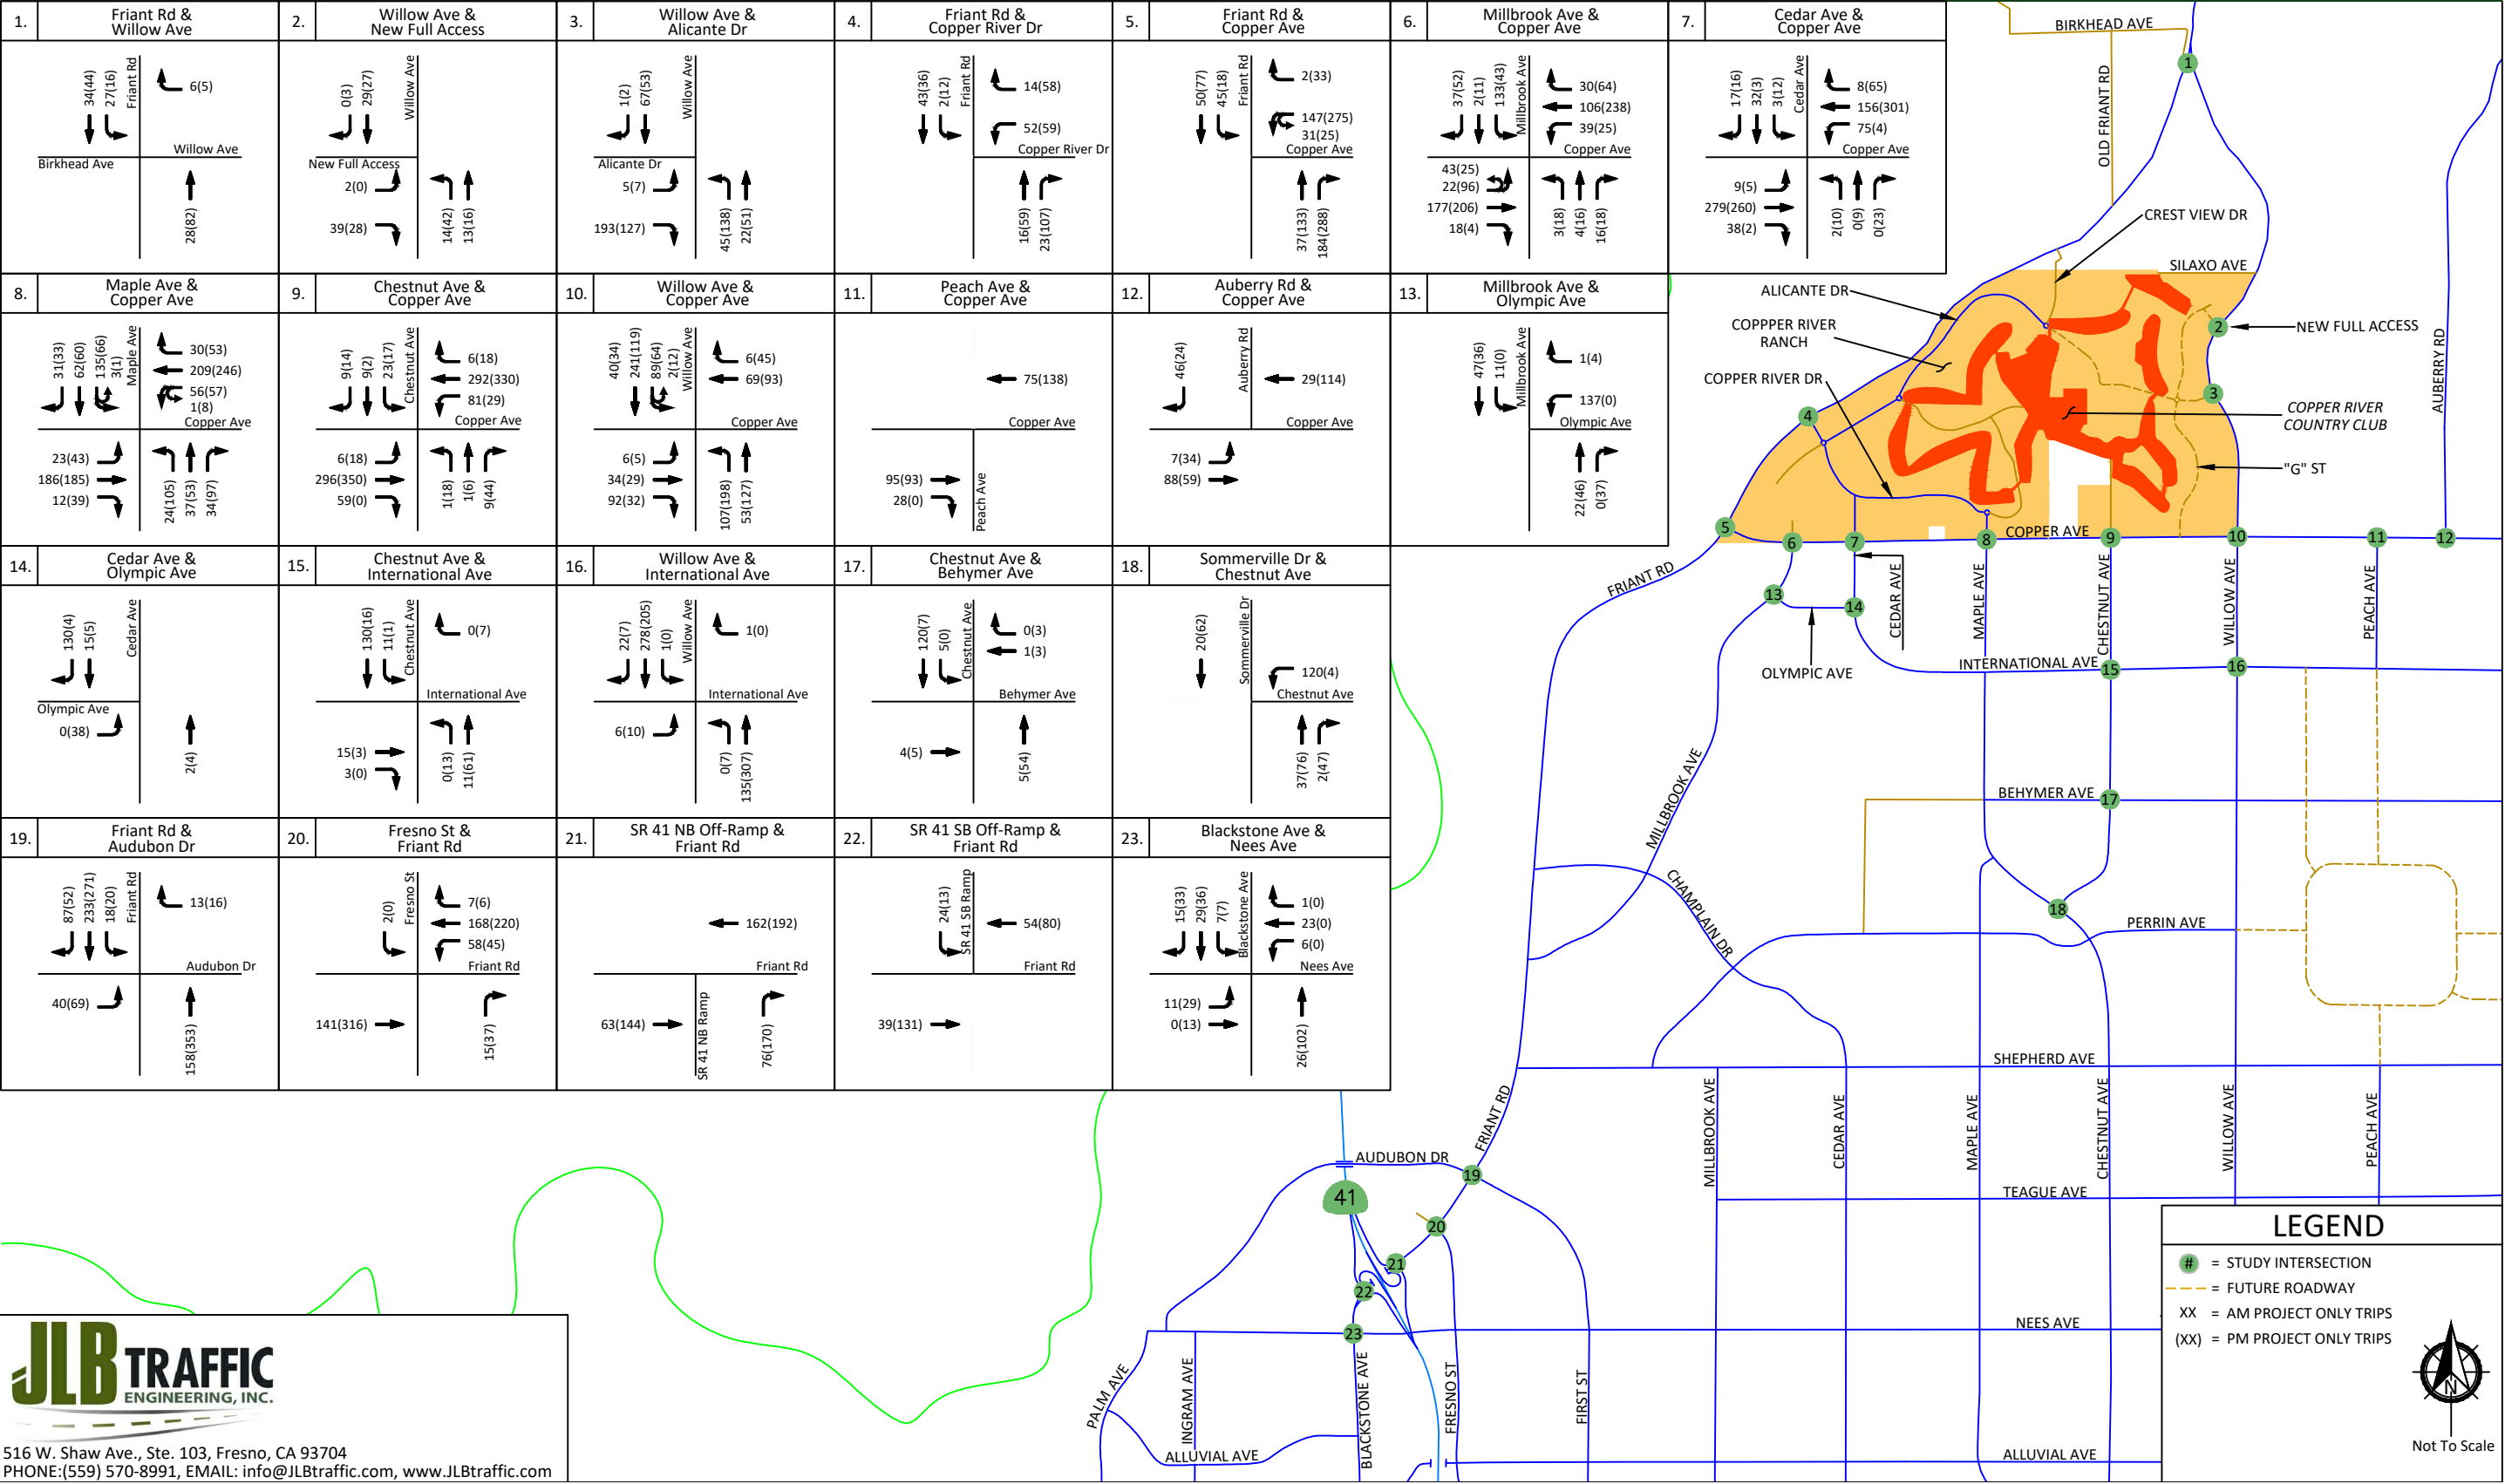 1.
Friant Rd &
Willow Ave
34(44)
27(16)
Friant Rd
6(5)
Willow Ave
Birkhead Ave
28(82)
2.
Willow Ave &
New Full Access
0(3)
29(27)
Willow Ave
New Full Access
2(0)
39(28)
14(42)
13(16)
3.
Willow Ave &
Alicante Dr
1(2)
67(53)
Willow Ave
Alicante Dr
5(7)
193(127)
45(138)
22(51)
4.
Friant Rd &
Copper River Dr
43(36)
2(12)
Friant Rd
14(58)
52(59)
Copper River Dr
16(59)
23(107)
5.
Friant Rd &
Copper Ave
50(77)
45(18)
Friant Rd
2(33)
147(275)
31(25)
Copper Ave
37(133)
184(288)
6.
Millbrook Ave &
Copper Ave
37(52)
2(11)
133(43)
Millbrook Ave
30(64)
106(238)
39(25)
Copper Ave
43(25)
22(96)
177(206)
18(4)
3(18)
4(16)
16(18)
7.
Cedar Ave &
Copper Ave
17(16)
32(3)
3(12)
Cedar Ave
8(65)
156(301)
75(4)
Copper Ave
9(5)
279(260)
38(2)
2(10)
0(9)
0(23)
8.
Maple Ave &
Copper Ave
31(33)
62(60)
135(66)
3(1)
Maple Ave
30(53)
209(246)
56(57)
1(8)
Copper Ave
23(43)
186(185)
12(39)
24(105)
37(53)
34(97)
9.
Chestnut Ave &
Copper Ave
9(14)
9(2)
23(17)
Chestnut Ave
6(18)
292(330)
81(29)
Copper Ave
6(18)
296(350)
59(0)
1(18)
1(6)
9(44)
10.
Willow Ave &
Copper Ave
40(34)
241(119)
89(64)
2(12)
Willow Ave
6(45)
69(93)
Copper Ave
6(5)
34(29)
92(32)
107(198)
53(127)
11.
Peach Ave &
Copper Ave
75(138)
Copper Ave
95(93)
28(0)
Peach Ave
12.
Auberry Rd &
Copper Ave
46(24)
Auberry Rd
29(114)
Copper Ave
7(34)
88(59)
13.
Millbrook Ave &
Olympic Ave
47(36)
11(0)
Millbrook Ave
1(4)
137(0)
Olympic Ave
22(46)
0(37)
14.
Cedar Ave &
Olympic Ave
130(4)
15(5)
Cedar Ave
Olympic Ave
0(38)
2(4)
15.
Chestnut Ave &
International Ave
130(16)
11(1)
Chestnut Ave
0(7)
International Ave
15(3)
3(0)
0(13)
11(61)
16.
Willow Ave &
International Ave
22(7)
278(205)
1(0)
Willow Ave
1(0)
International Ave
6(10)
0(7)
135(307)
17.
Chestnut Ave &
Behymer Ave
120(7)
5(0)
Chestnut Ave
0(3)
1(3)
Behymer Ave
4(5)
5(54)
18.
Sommerville Dr &
Chestnut Ave
20(62)
Sommerville Dr
120(4)
Chestnut Ave
37(76)
2(47)
19.
Friant Rd &
Audubon Dr
87(52)
233(271)
18(20)
Friant Rd
13(16)
Audubon Dr
40(69)
158(353)
20.
Fresno St &
Friant Rd
2(0)
Fresno St
7(6)
168(220)
58(45)
Friant Rd
141(316)
15(37)
21.
SR 41 NB Off-Ramp &
Friant Rd
162(192)
Friant Rd
63(144)
SR 41 NB Ramp
76(170)
22.
SR 41 SB Off-Ramp &
Friant Rd
24(13)
SR 41 SB Ramp
54(80)
Friant Rd
39(131)
23.
Blackstone Ave &
Nees Ave
15(33)
29(36)
7(7)
Blackstone Ave
1(0)
23(0)
6(0)
Nees Ave
11(29)
0(13)
26(102)
BIRKHEAD AVE
1
OLD FRIANT RD
CREST VIEW DR
SILAXO AVE
ALICANTE DR
COPPPER RIVER
RANCH
COPPER RIVER DR
2
NEW FULL ACCESS
AUBERRY RD
3
COPPER RIVER
COUNTRY CLUB
4
"G" ST
5
6
7
8
COPPER AVE
9
10
11
12
FRIANT RD
13
14
CEDAR AVE
MAPLE AVE
CHESTNUT AVE
WILLOW AVE
PEACH AVE
OLYMPIC AVE
INTERNATIONAL AVE
15
16
MILLBROOK AVE
BEHYMER AVE
17
CHAMPLAIN DR
18
PERRIN AVE
SHEPHERD AVE
FRIANT RD
MILLBROOK AVE
CEDAR AVE
MAPLE AVE
CHESTNUT AVE
WILLOW AVE
PEACH AVE
AUDUBON DR
19
41
TEAGUE AVE
20
21
22
23
NEES AVE
PALM AVE
INGRAM AVE
BLACKSTONE AVE
FRESNO ST
FIRST ST
ALLUVIAL AVE
ALLUVIAL AVE
LEGEND
# = STUDY INTERSECTION
= FUTURE ROADWAY
XX = AM PROJECT ONLY TRIPS
(XX) = PM PROJECT ONLY TRIPS
N
Not To Scale
JLB TRAFFIC
ENGINEERING, INC.
516 W. Shaw Ave., Ste. 103, Fresno, CA 93704
PHONE:(559) 570-8991, EMAIL: info@JLBtraffic.com, www.JLBtraffic.com